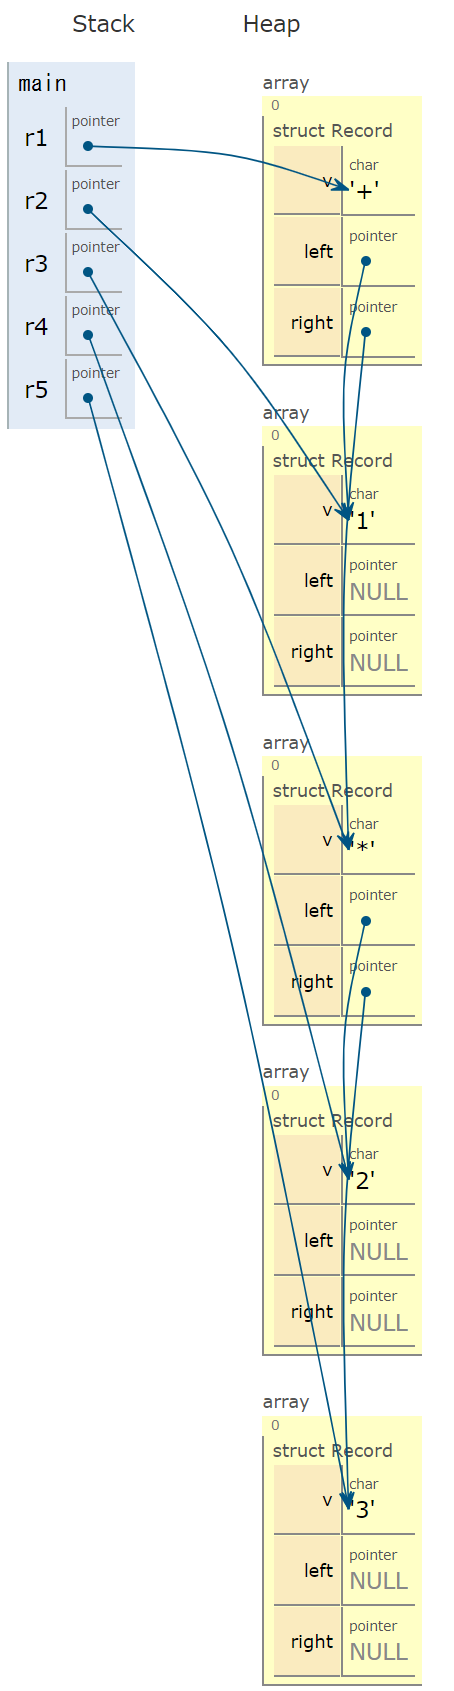 Stack
Heap
main
r1 pointer
r2 pointer
r3 pointer
r4 pointer
r5 pointer
array
0
struct Record
v char '+'
left pointer
right pointer
array
0
struct Record
v char '1'
left pointer NULL
right pointer NULL
array
0
struct Record
v char '*'
left pointer
right pointer
array
0
struct Record
v char '2'
left pointer NULL
right pointer NULL
array
0
struct Record
v char '3'
left pointer NULL
right pointer NULL